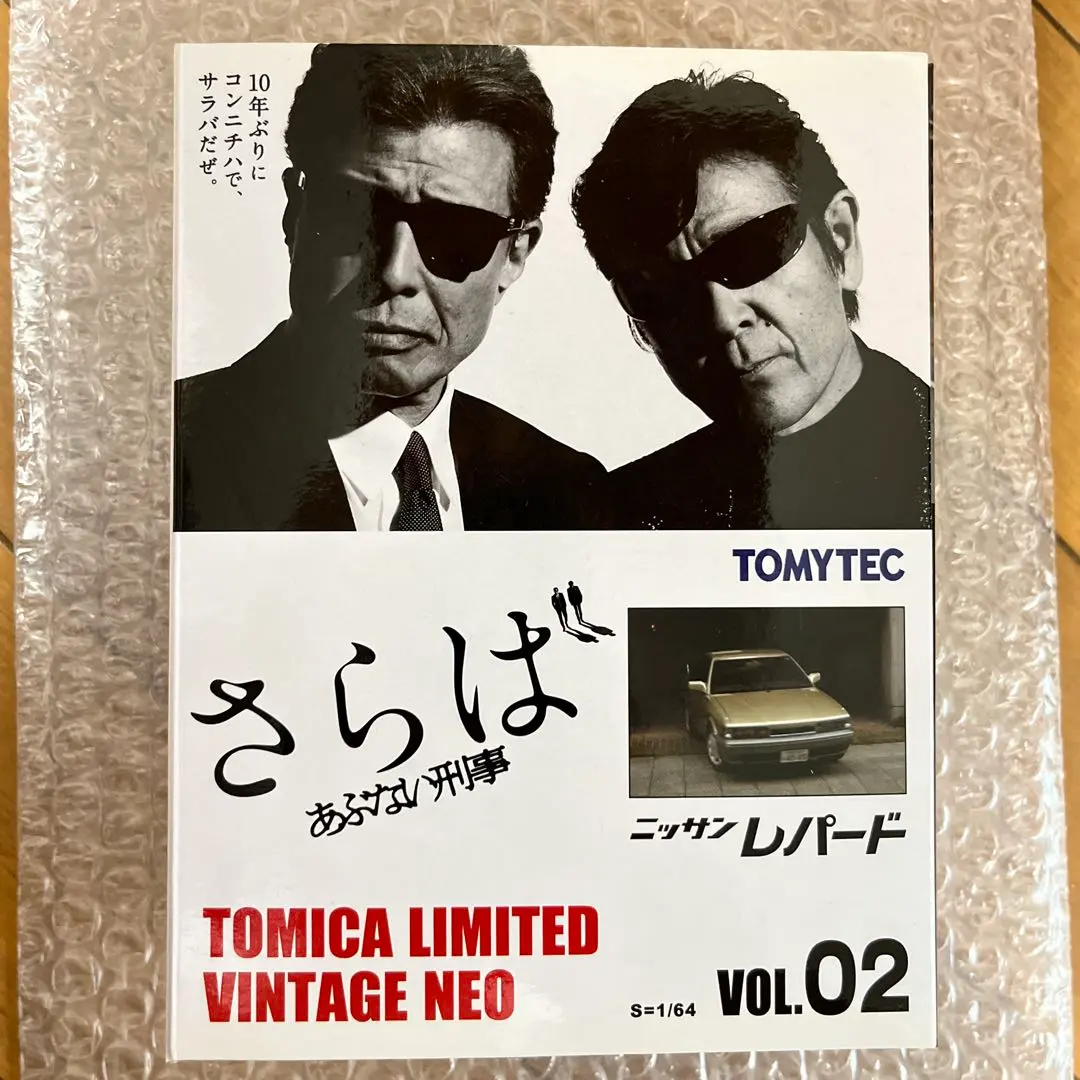 10年ぶりに
コンニチハで、
サラバだぜ。
TOMYTEC
さらば
あぶない刑事
ニッサン レパード
TOMICA LIMITED
VINTAGE NEO
S=1/64 VOL.02